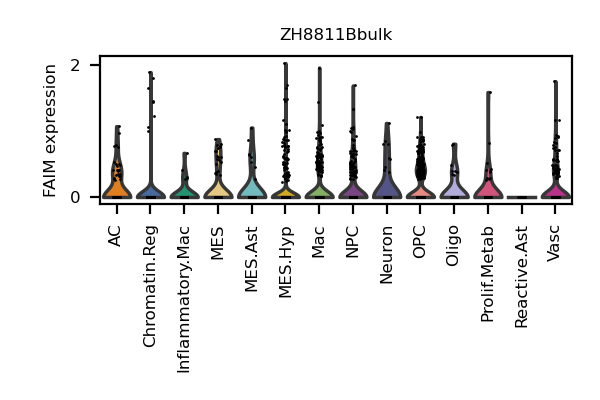 ZH8811Bbulk
FAIM expression
2
0
AC
Chromatin.Reg
Inflammatory.Mac
MES
MES.Ast
MES.Hyp
Mac
NPC
Neuron
OPC
Oligo
Prolif.Metab
Reactive.Ast
Vasc